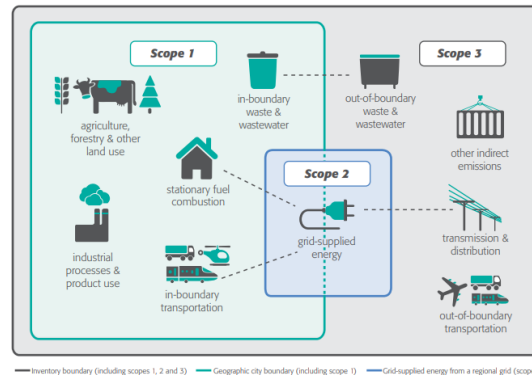 Scope 1
Scope 3
in-boundary
waste &
wastewater
out-of-boundary
waste &
wastewater
agriculture,
forestry & other
land use
other indirect
emissions
Scope 2
stationary fuel
combustion
grid-supplied
energy
transmission &
distribution
industrial
processes &
product use
in-boundary
transportation
out-of-boundary
transportation
Inventory boundary (including scopes 1, 2 and 3) Geographic city boundary (including scope 1) Grid-supplied energy from a regional grid (scope